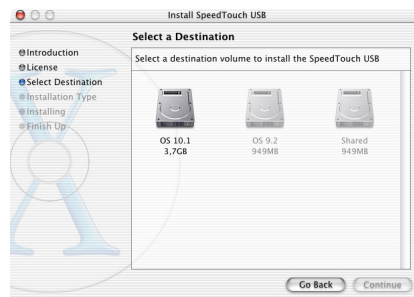 Install SpeedTouch USB
Select a Destination
Introduction
License
Select Destination
Installation Type
Installing
Finish Up
Select a destination volume to install the SpeedTouch USB
OS 10.1
3,7GB
OS 9.2
949MB
Shared
949MB
Go Back
Continue